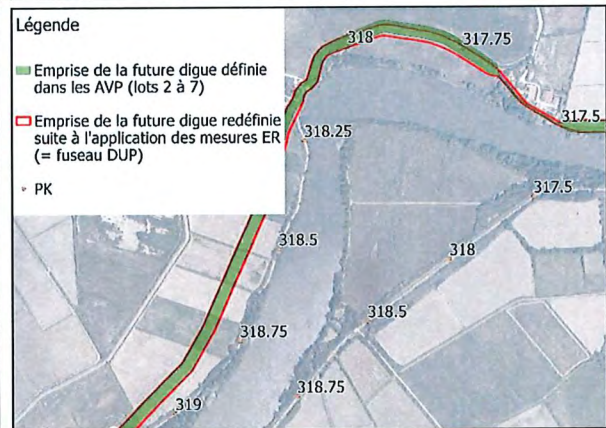 Légende
Emprise de la future digue définie
dans les AVP (lots 2 à 7)
Emprise de la future digue redéfinie
suite à l'application des mesures ER
(= fuseau DUP)
PK
318
317.75
317.5
318.25
317.5
318.5
318
318.5
318.75
318.75
319